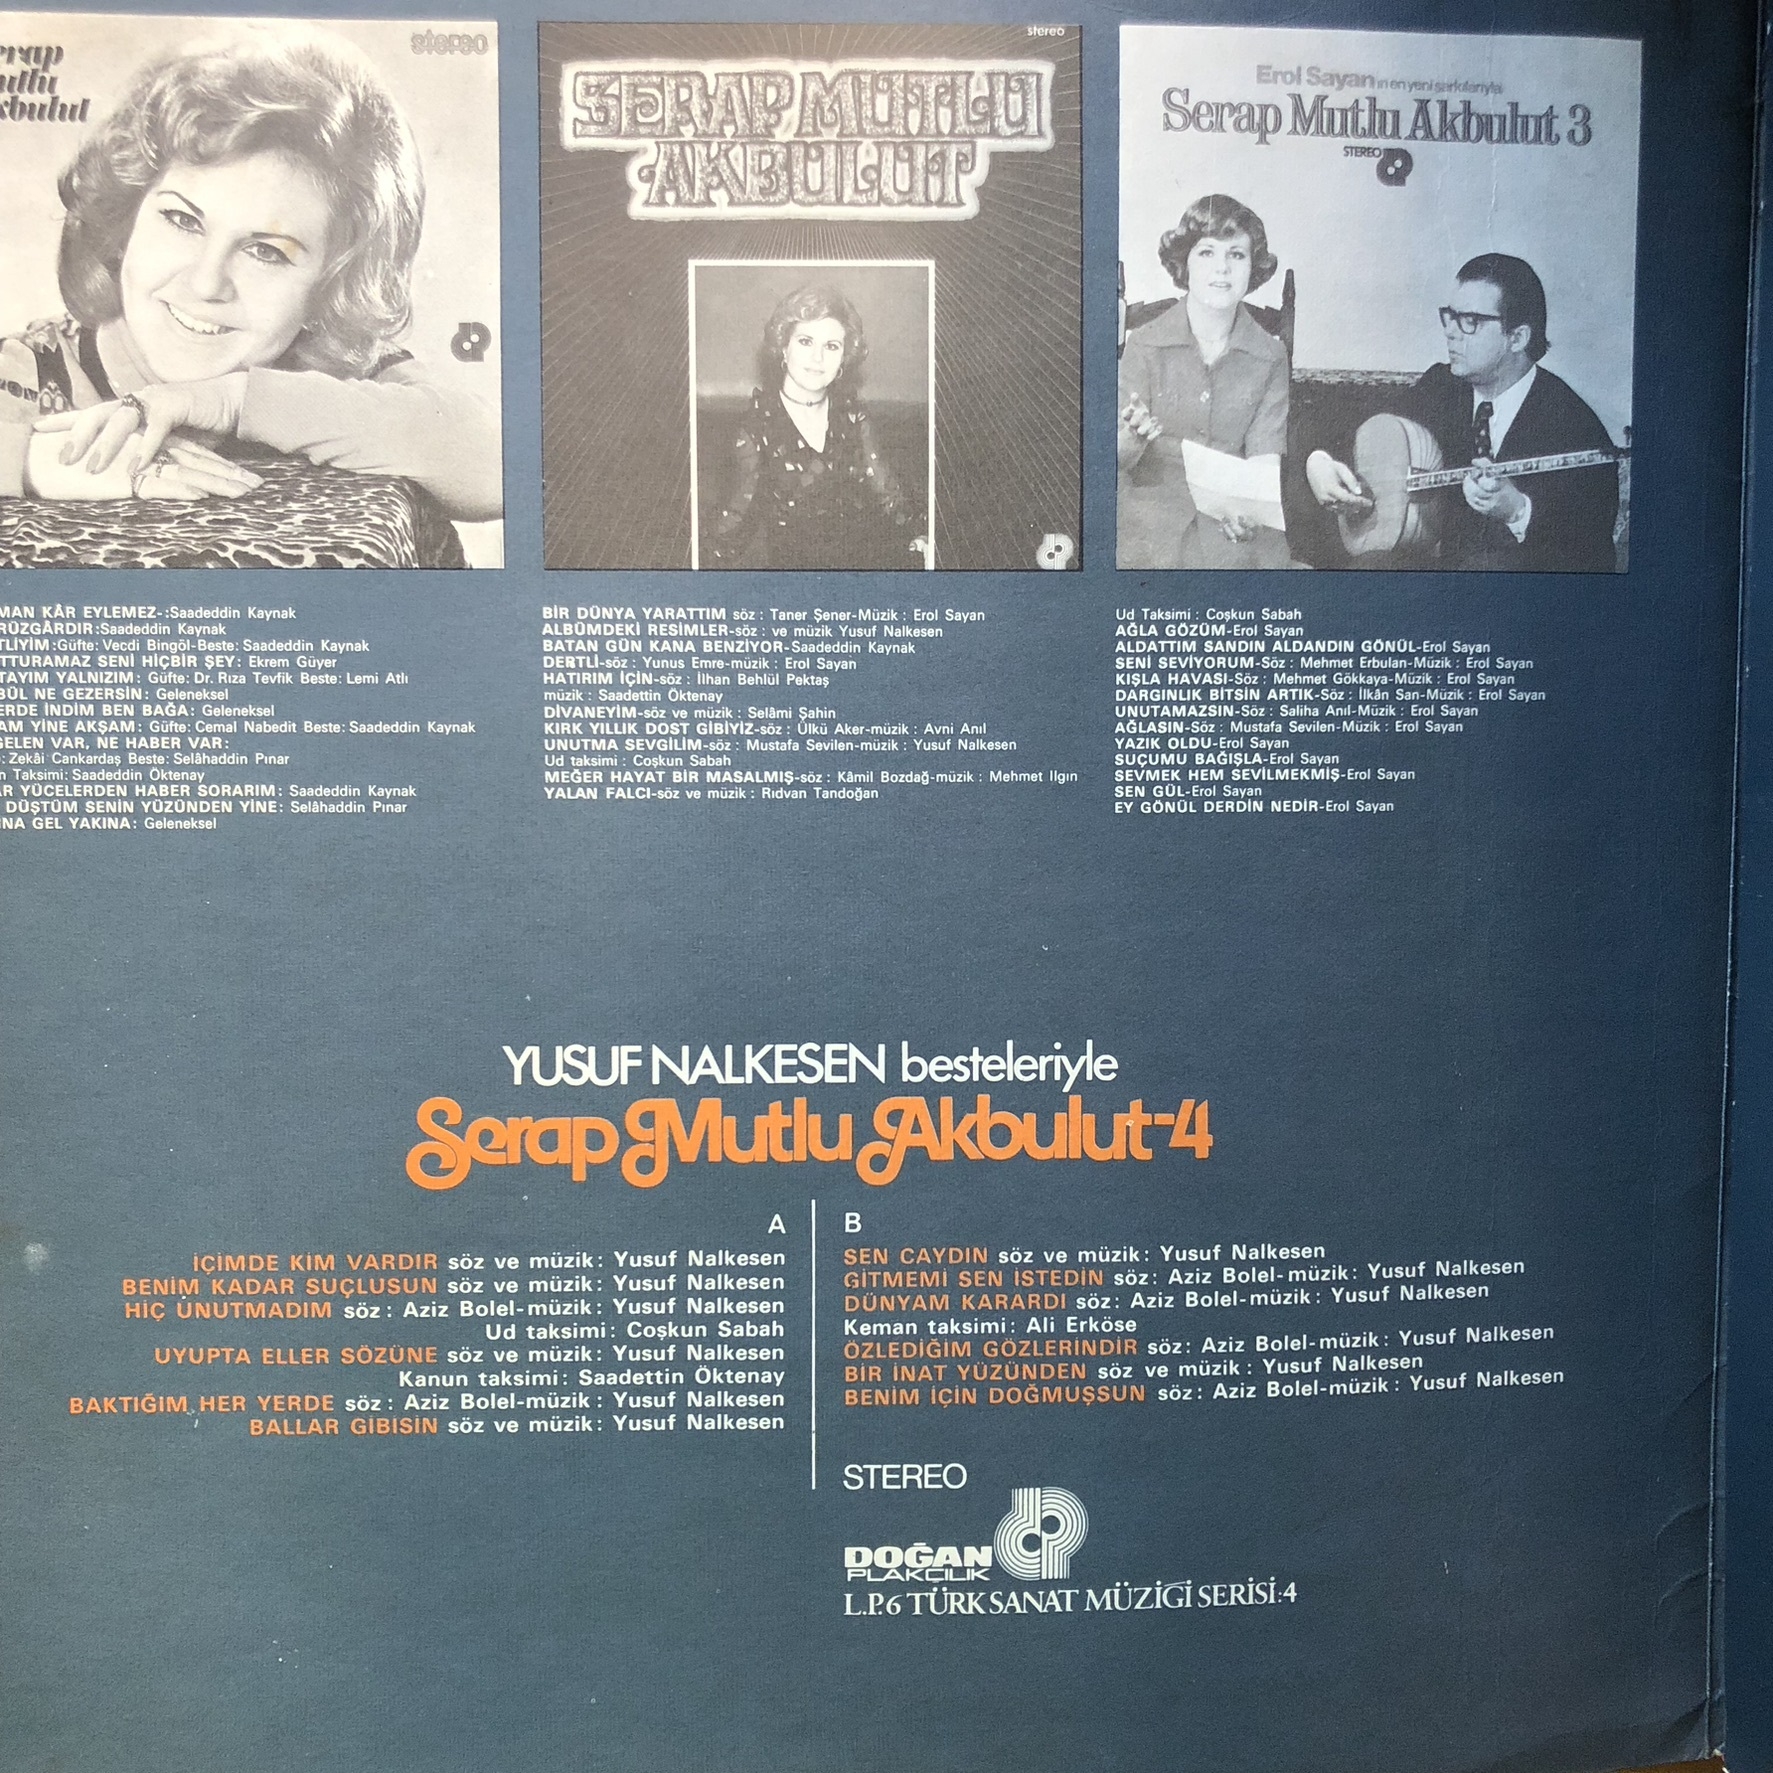 stereo
stereo
SERAP MUTLU
AKBULUT
Erol Sayan ın en yeni şarkılarıyla
Serap Mutlu Akbulut 3
STEREO
KÂR EYLEMEZ-:Saadeddin Kaynak
RÜZGÂRDIR:Saadeddin Kaynak
Güfte: Vecdi Bingöl-Beste: Saadeddin Kaynak
SENİ HİÇBİR ŞEY: Ekrem Güyer
YALNIZIM: Güfte: Dr. Rıza Tevfik Beste: Lemi Atlı
NE GEZERSİN: Geleneksel
İNDİM BEN BAĞA: Geleneksel
YİNE AKŞAM: Güfte: Cemal Nabedit Beste: Saadeddin Kaynak
GELEN VAR, NE HABER VAR:
Zekâi Cankardaş Beste: Selâhaddin Pınar
Taksimi: Saadeddin Öktenay
YÜCELERDEN HABER SORARIM: Saadeddin Kaynak
DÜŞTÜM SENİN YÜZÜNDEN YİNE: Selâhaddin Pınar
GEL YAKINA: Geleneksel
BİR DÜNYA YARATTIM söz : Taner Şener-Müzik : Erol Sayan
ALBÜMDEKİ RESİMLER-söz : ve müzik Yusuf Nalkesen
BATAN GÜN KANA BENZİYOR-Saadeddin Kaynak
DERTLİ-söz : Yunus Emre-müzik : Erol Sayan
HATIRIM İÇİN-söz : İlhan Behlül Pektaş
müzik : Saadettin Öktenay
DİVANEYİM-söz ve müzik : Selâmi Şahin
KIRK YILLIK DOST GİBİYİZ-söz : Ülkü Aker-müzik : Avni Anıl
UNUTMA SEVGİLİM-söz : Mustafa Sevilen-müzik : Yusuf Nalkesen
Ud taksimi : Coşkun Sabah
MEĞER HAYAT BİR MASALMIŞ-söz : Kâmil Bozdağ-müzik : Mehmet Ilgın
YALAN FALCI-söz ve müzik : Rıdvan Tandoğan
Ud Taksimi : Coşkun Sabah
AĞLA GÖZÜM-Erol Sayan
ALDATTIM SANDIN ALDANDIN GÖNÜL-Erol Sayan
SENİ SEVİYORUM-Söz : Mehmet Erbulan-Müzik : Erol Sayan
KIŞLA HAVASI-Söz : Mehmet Gökkaya-Müzik : Erol Sayan
DARGINLIK BİTSİN ARTIK-Söz : İlkân San-Müzik : Erol Sayan
UNUTAMAZSIN-Söz : Saliha Anıl-Müzik : Erol Sayan
AĞLASIN-Söz : Mustafa Sevilen-Müzik : Erol Sayan
YAZIK OLDU-Erol Sayan
SUÇUMU BAĞIŞLA-Erol Sayan
SEVMEK HEM SEVİLMEKMİŞ-Erol Sayan
SEN GÜL-Erol Sayan
EY GÖNÜL DERDİN NEDİR-Erol Sayan
YUSUF NALKESEN besteleriyle
Serap Mutlu Akbulut-4
A
İÇİMDE KİM VARDIR söz ve müzik: Yusuf Nalkesen
BENİM KADAR SUÇLUSUN söz ve müzik: Yusuf Nalkesen
HİÇ UNUTMADIM söz: Aziz Bolel-müzik: Yusuf Nalkesen
Ud taksimi: Coşkun Sabah
UYUPTA ELLER SÖZÜNE söz ve müzik: Yusuf Nalkesen
Kanun taksimi: Saadettin Öktenay
BAKTIĞIM HER YERDE söz: Aziz Bolel-müzik: Yusuf Nalkesen
BALLAR GİBİSİN söz ve müzik: Yusuf Nalkesen
B
SEN CAYDIN söz ve müzik: Yusuf Nalkesen
GİTMEMİ SEN İSTEDİN söz: Aziz Bolel-müzik: Yusuf Nalkesen
DÜNYAM KARARDI söz: Aziz Bolel-müzik: Yusuf Nalkesen
Keman taksimi: Ali Erköse
ÖZLEDİĞİM GÖZLERİNDİR söz: Aziz Bolel-müzik: Yusuf Nalkesen
BİR İNAT YÜZÜNDEN söz ve müzik: Yusuf Nalkesen
BENİM İÇİN DOĞMUŞSUN söz: Aziz Bolel-müzik: Yusuf Nalkesen
STEREO
DOĞAN
PLAKÇILIK
L.P.6 TÜRK SANAT MÜZİĞİ SERİSİ:4